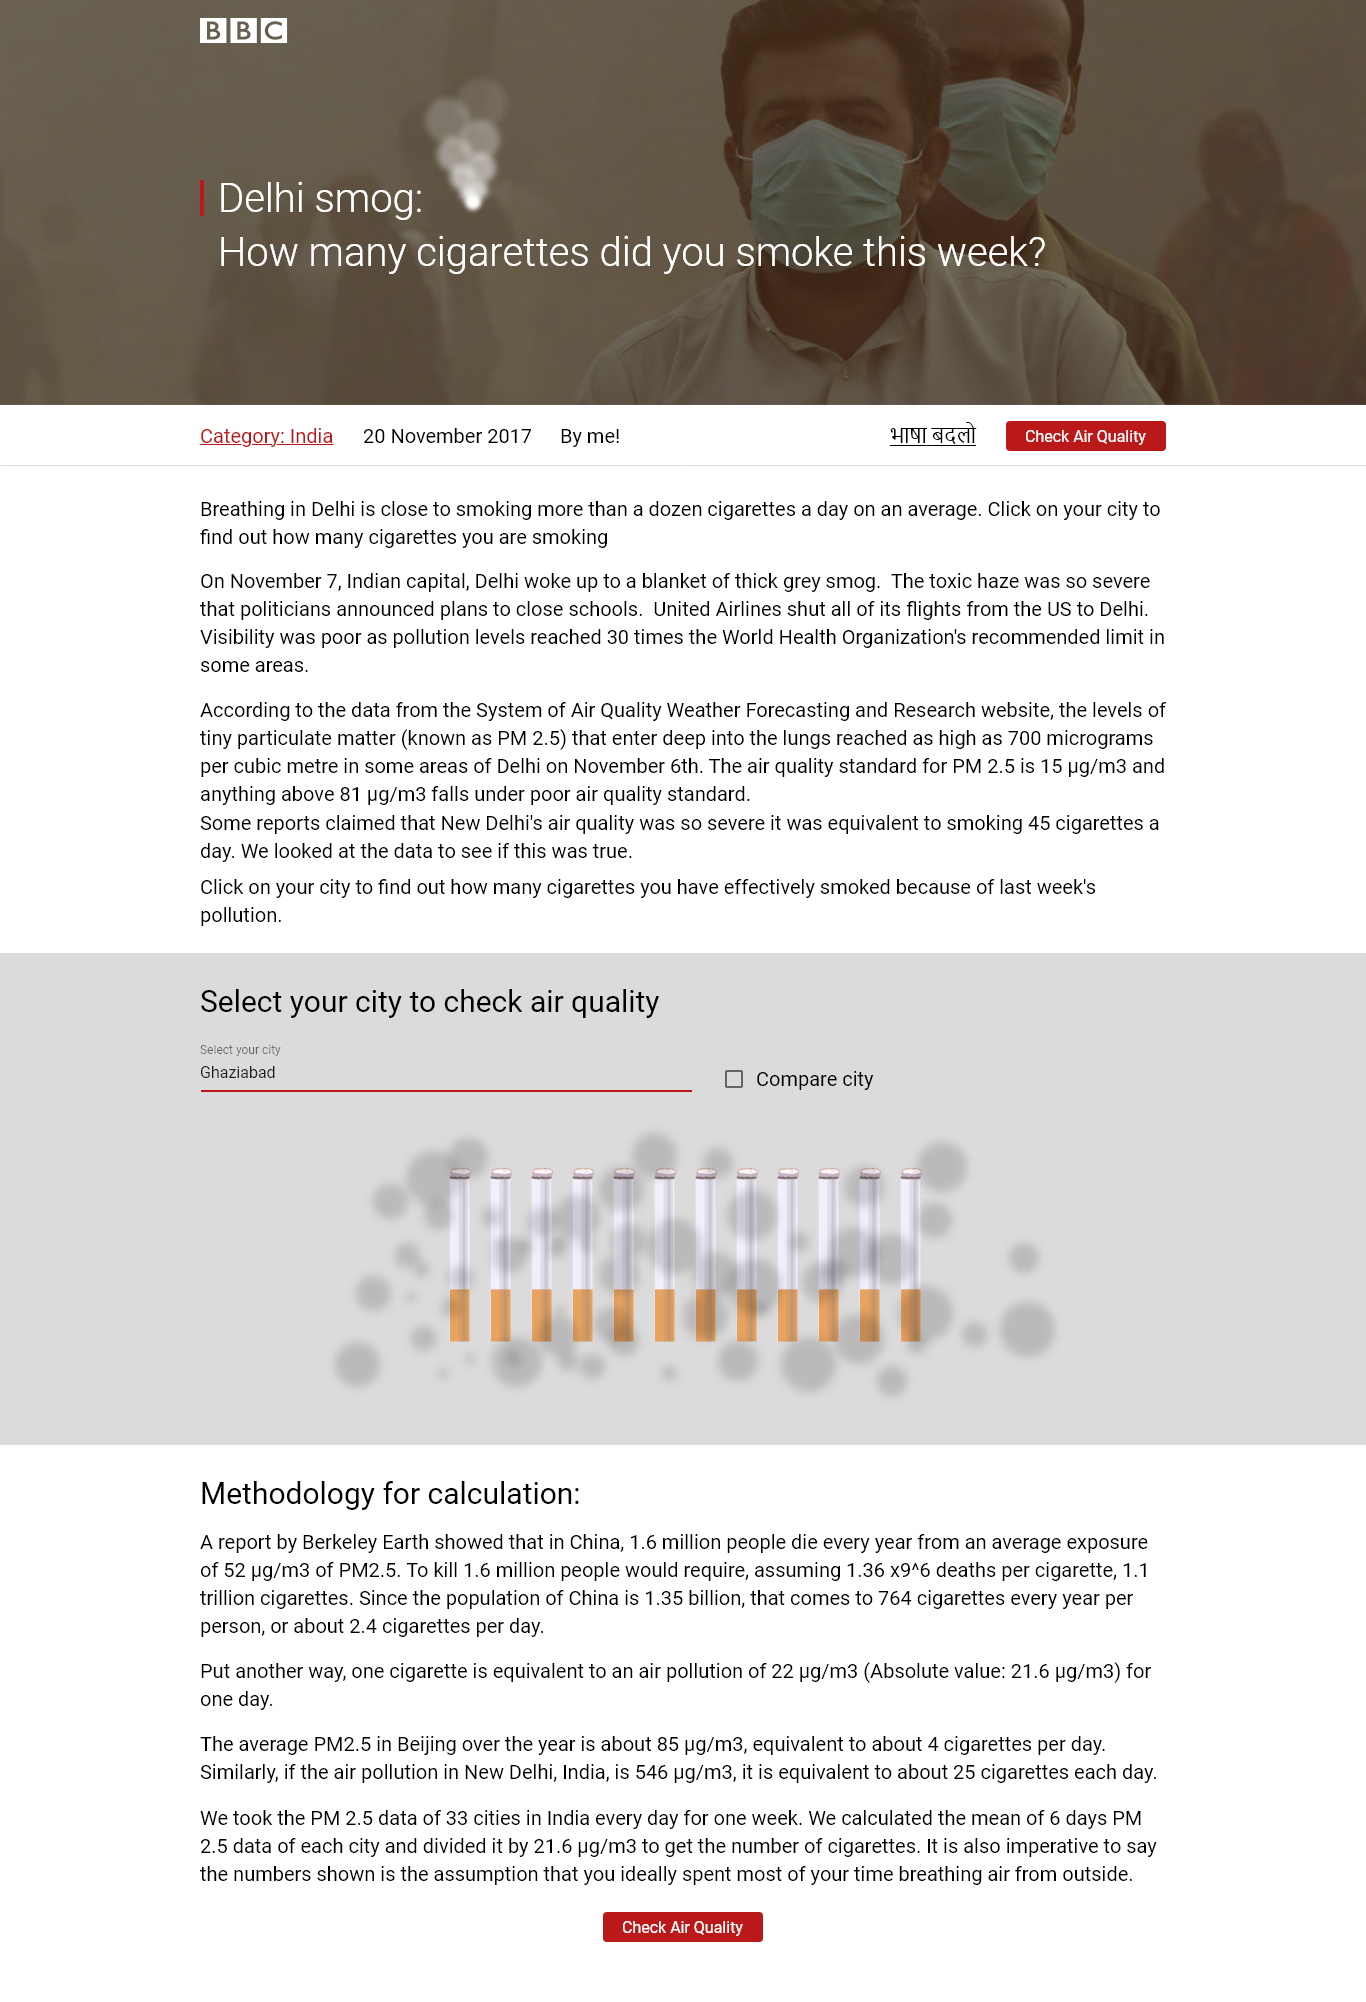 BBC
Delhi smog:
How many cigarettes did you smoke this week?
Category: India 20 November 2017 By me! भाषा बदलो Check Air Quality
Breathing in Delhi is close to smoking more than a dozen cigarettes a day on an average. Click on your city to
find out how many cigarettes you are smoking
On November 7, Indian capital, Delhi woke up to a blanket of thick grey smog. The toxic haze was so severe
that politicians announced plans to close schools. United Airlines shut all of its flights from the US to Delhi.
Visibility was poor as pollution levels reached 30 times the World Health Organization's recommended limit in
some areas.
According to the data from the System of Air Quality Weather Forecasting and Research website, the levels of
tiny particulate matter (known as PM 2.5) that enter deep into the lungs reached as high as 700 micrograms
per cubic metre in some areas of Delhi on November 6th. The air quality standard for PM 2.5 is 15 µg/m3 and
anything above 81 µg/m3 falls under poor air quality standard.
Some reports claimed that New Delhi's air quality was so severe it was equivalent to smoking 45 cigarettes a
day. We looked at the data to see if this was true.
Click on your city to find out how many cigarettes you have effectively smoked because of last week's
pollution.
Select your city to check air quality
Select your city
Ghaziabad
Compare city
Methodology for calculation:
A report by Berkeley Earth showed that in China, 1.6 million people die every year from an average exposure
of 52 µg/m3 of PM2.5. To kill 1.6 million people would require, assuming 1.36 x9^6 deaths per cigarette, 1.1
trillion cigarettes. Since the population of China is 1.35 billion, that comes to 764 cigarettes every year per
person, or about 2.4 cigarettes per day.
Put another way, one cigarette is equivalent to an air pollution of 22 µg/m3 (Absolute value: 21.6 µg/m3) for
one day.
The average PM2.5 in Beijing over the year is about 85 µg/m3, equivalent to about 4 cigarettes per day.
Similarly, if the air pollution in New Delhi, India, is 546 µg/m3, it is equivalent to about 25 cigarettes each day.
We took the PM 2.5 data of 33 cities in India every day for one week. We calculated the mean of 6 days PM
2.5 data of each city and divided it by 21.6 µg/m3 to get the number of cigarettes. It is also imperative to say
the numbers shown is the assumption that you ideally spent most of your time breathing air from outside.
Check Air Quality